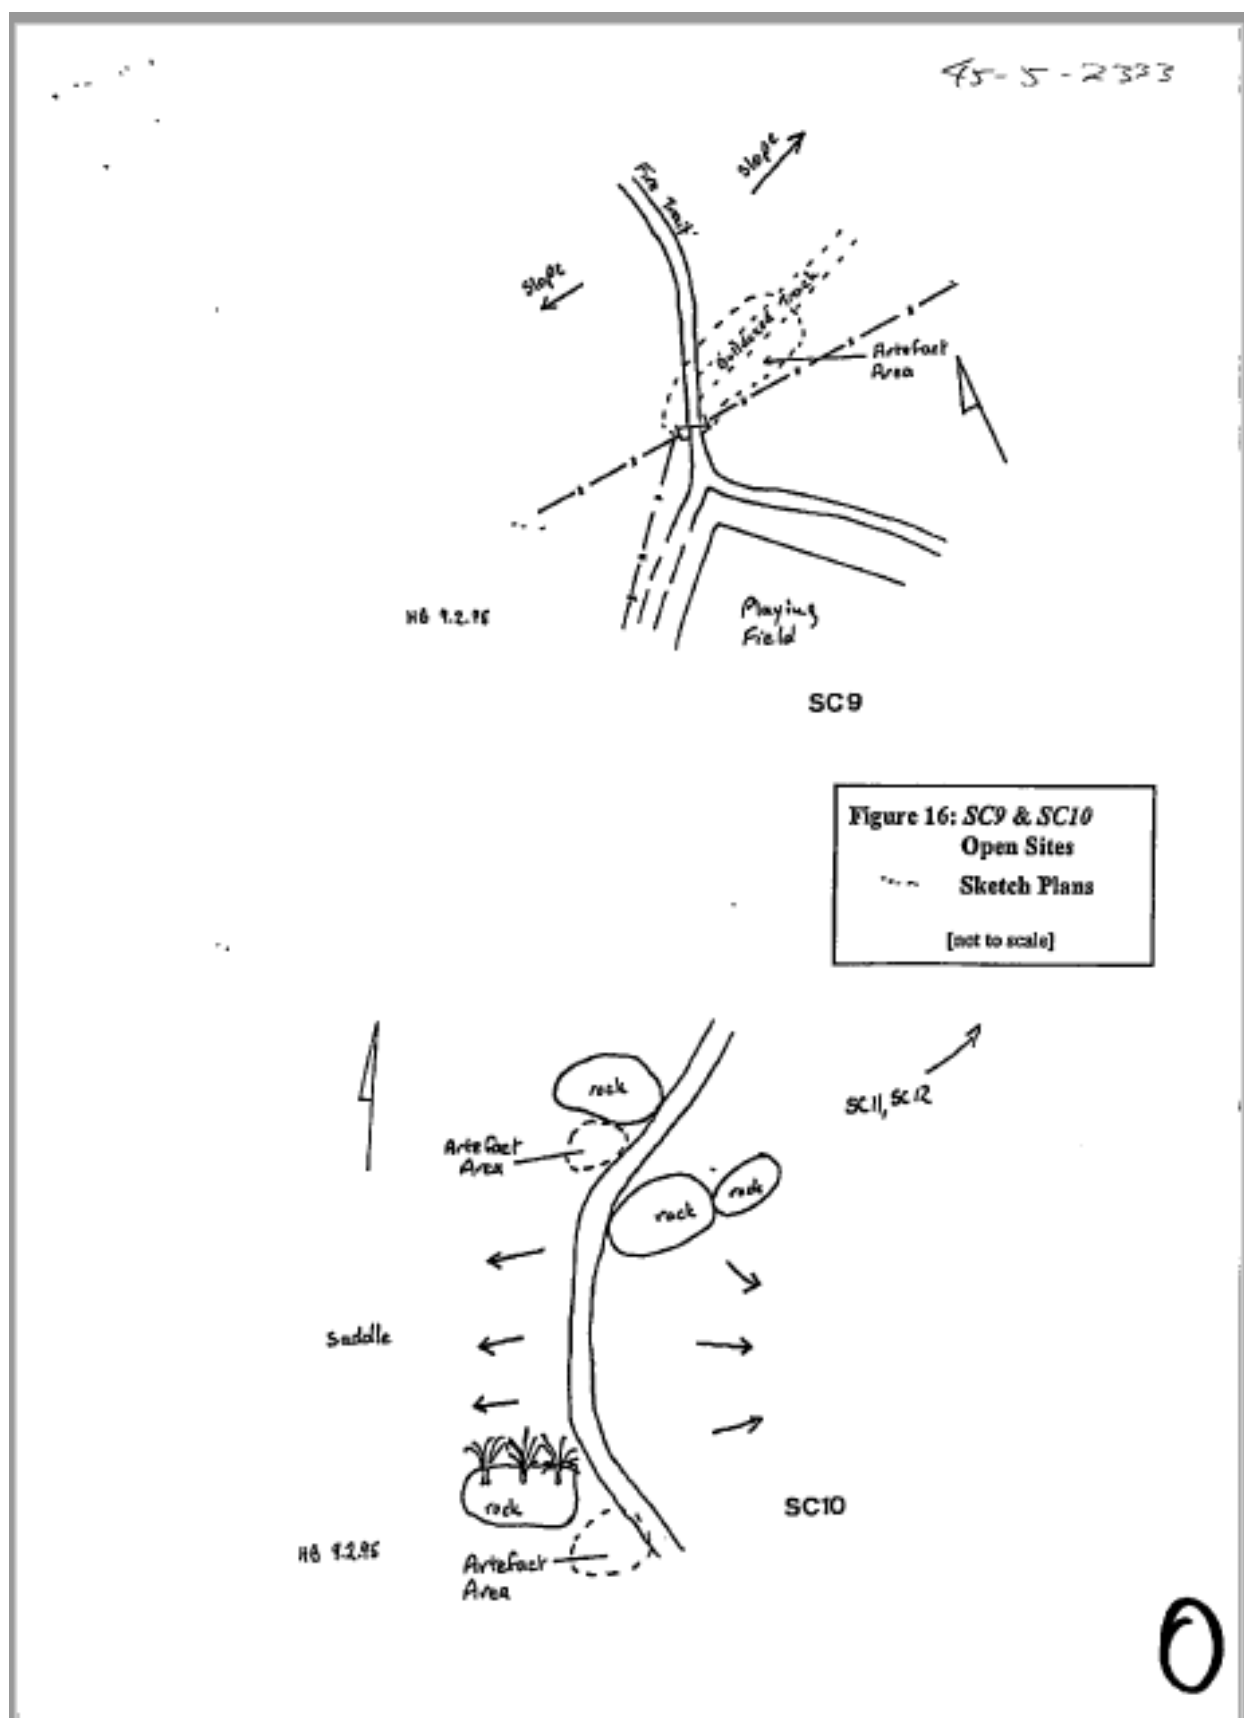 45-5-2333
Slope
Fire Trail
Slope
Bulldozed Track
Artefact
Area
HB 9.2.95
Playing
Field
SC9
Figure 16: SC9 & SC10
Open Sites
Sketch Plans
[not to scale]
SC11, SC12
rock
Artefact
Area
rock
rock
Saddle
rock
SC10
HB 9.2.95
Artefact
Area